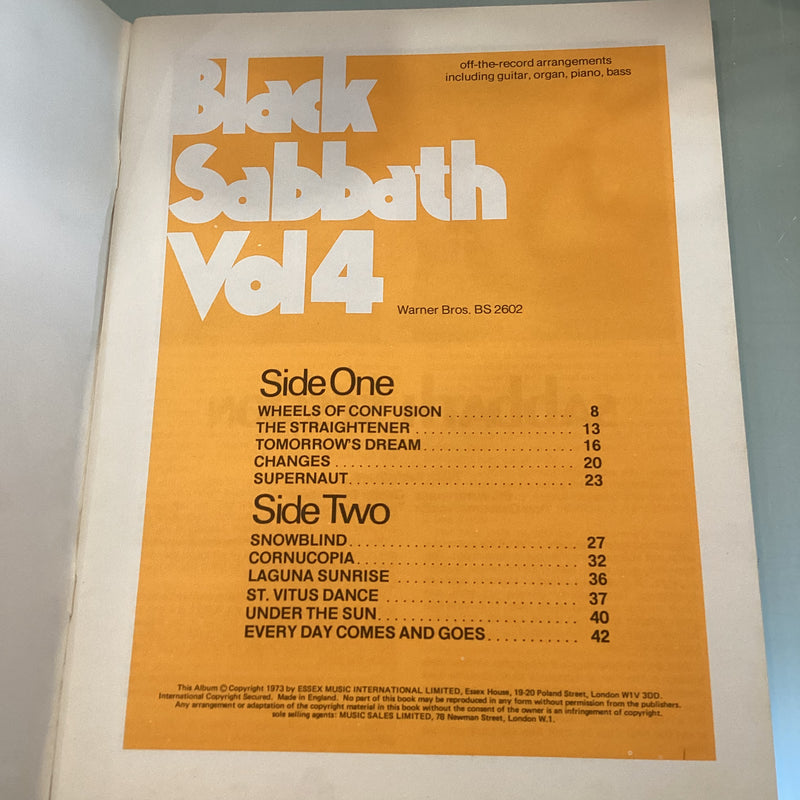 Black
Sabbath
Vol 4
off-the-record arrangements
including guitar, organ, piano, bass
Warner Bros. BS 2602
Side One
WHEELS OF CONFUSION . . . . . . . . . . . . . . . 8
THE STRAIGHTENER . . . . . . . . . . . . . . . . . . 13
TOMORROW'S DREAM . . . . . . . . . . . . . . . . . 16
CHANGES . . . . . . . . . . . . . . . . . . . . . . . . . . . 20
SUPERNAUT . . . . . . . . . . . . . . . . . . . . . . . . . 23
Side Two
SNOWBLIND . . . . . . . . . . . . . . . . . . . . . . . . . 27
CORNUCOPIA . . . . . . . . . . . . . . . . . . . . . . . . 32
LAGUNA SUNRISE . . . . . . . . . . . . . . . . . . . . 36
ST. VITUS DANCE . . . . . . . . . . . . . . . . . . . . . 37
UNDER THE SUN . . . . . . . . . . . . . . . . . . . . . . 40
EVERY DAY COMES AND GOES . . . . . . . . . . 42
This Album © Copyright 1973 by ESSEX MUSIC INTERNATIONAL LIMITED, Essex House, 19-20 Poland Street, London W1V 3DD.
International Copyright Secured. Made in England. No part of this book may be reproduced in any form without permission from the publishers.
Any arrangement or adaptation of the copyright material in this book without the consent of the owner is an infringement of copyright.
sole selling agents: MUSIC SALES LIMITED, 78 Newman Street, London W.1.